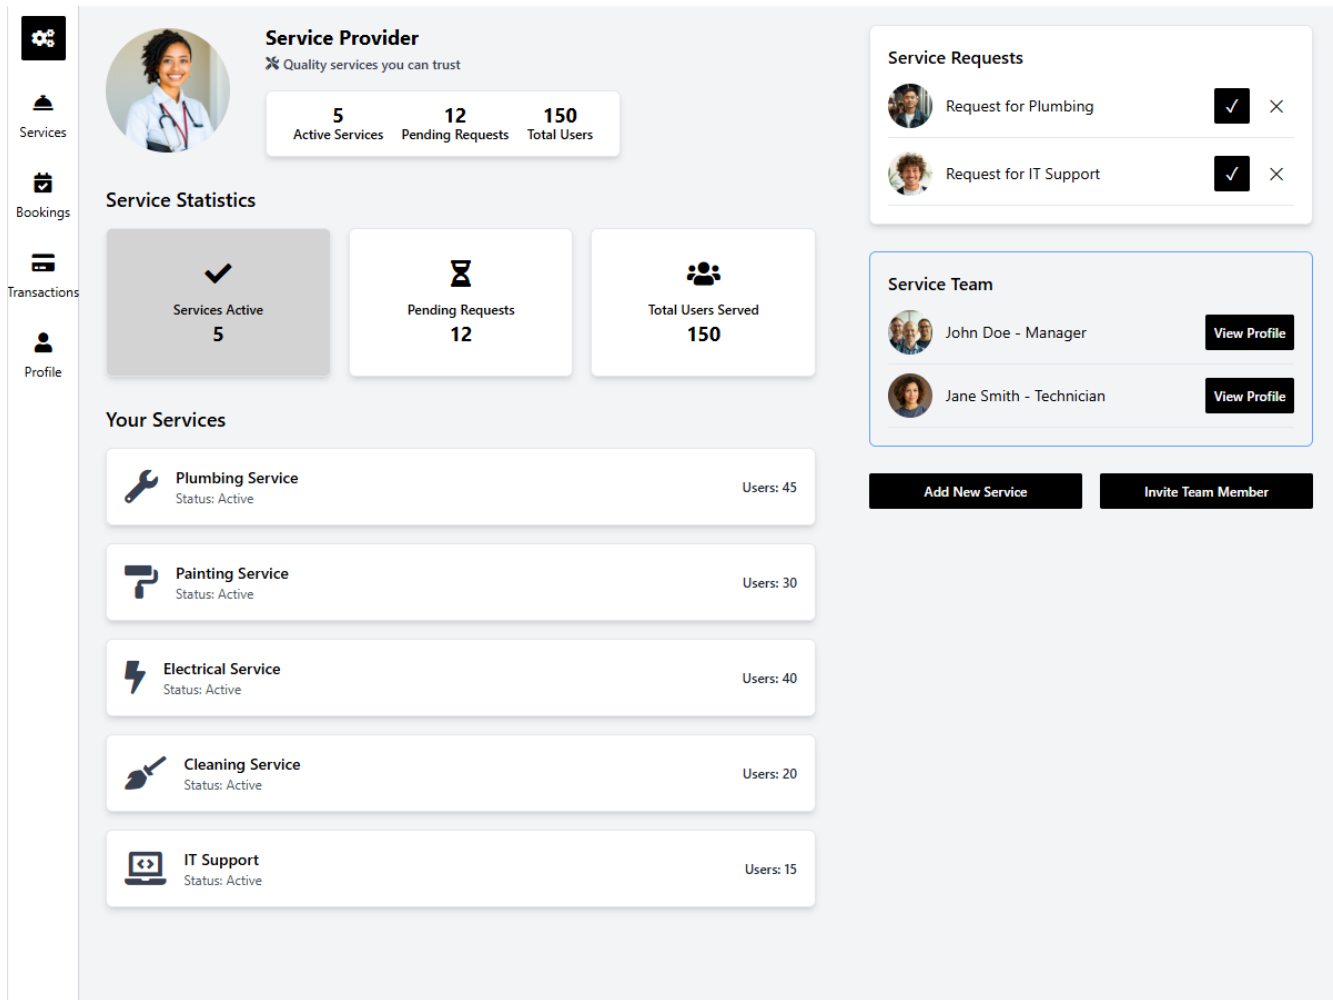 Services
Bookings
Transactions
Profile
Service Provider
Quality services you can trust
5 12 150
Active Services Pending Requests Total Users
Service Statistics
Services Active
5
Pending Requests
12
Total Users Served
150
Your Services
Plumbing Service
Status: Active
Users: 45
Painting Service
Status: Active
Users: 30
Electrical Service
Status: Active
Users: 40
Cleaning Service
Status: Active
Users: 20
IT Support
Status: Active
Users: 15
Service Requests
Request for Plumbing
Request for IT Support
Service Team
John Doe - Manager View Profile
Jane Smith - Technician View Profile
Add New Service Invite Team Member